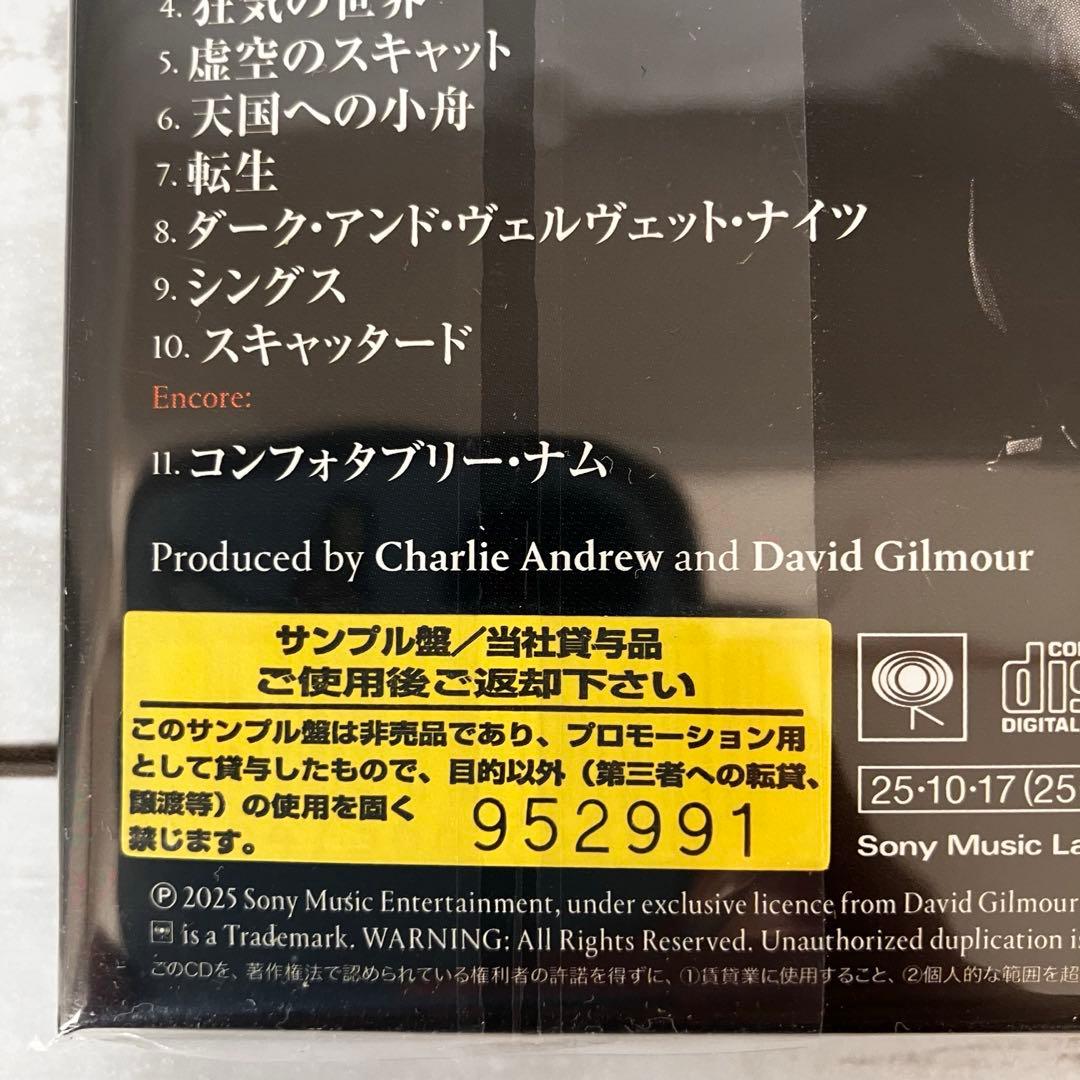 4. 狂気の世界
5. 虚空のスキャット
6. 天国への小舟
7. 転生
8. ダーク・アンド・ヴェルヴェット・ナイツ
9. シングス
10. スキャッタード
Encore:
11. コンフォタブリー・ナム
Produced by Charlie Andrew and David Gilmour
サンプル盤／当社貸与品
ご使用後ご返却下さい
このサンプル盤は非売品であり、プロモーション用
として貸与したもので、目的以外（第三者への転貸、
譲渡等）の使用を固く
禁じます。
952991
DIGITAL
25・10・17 (25
Sony Music La
Ⓟ 2025 Sony Music Entertainment, under exclusive licence from David Gilmour
is a Trademark. WARNING: All Rights Reserved. Unauthorized duplication is
このCDを、著作権法で認められている権利者の許諾を得ずに、①賃貸業に使用すること、②個人的な範囲を超